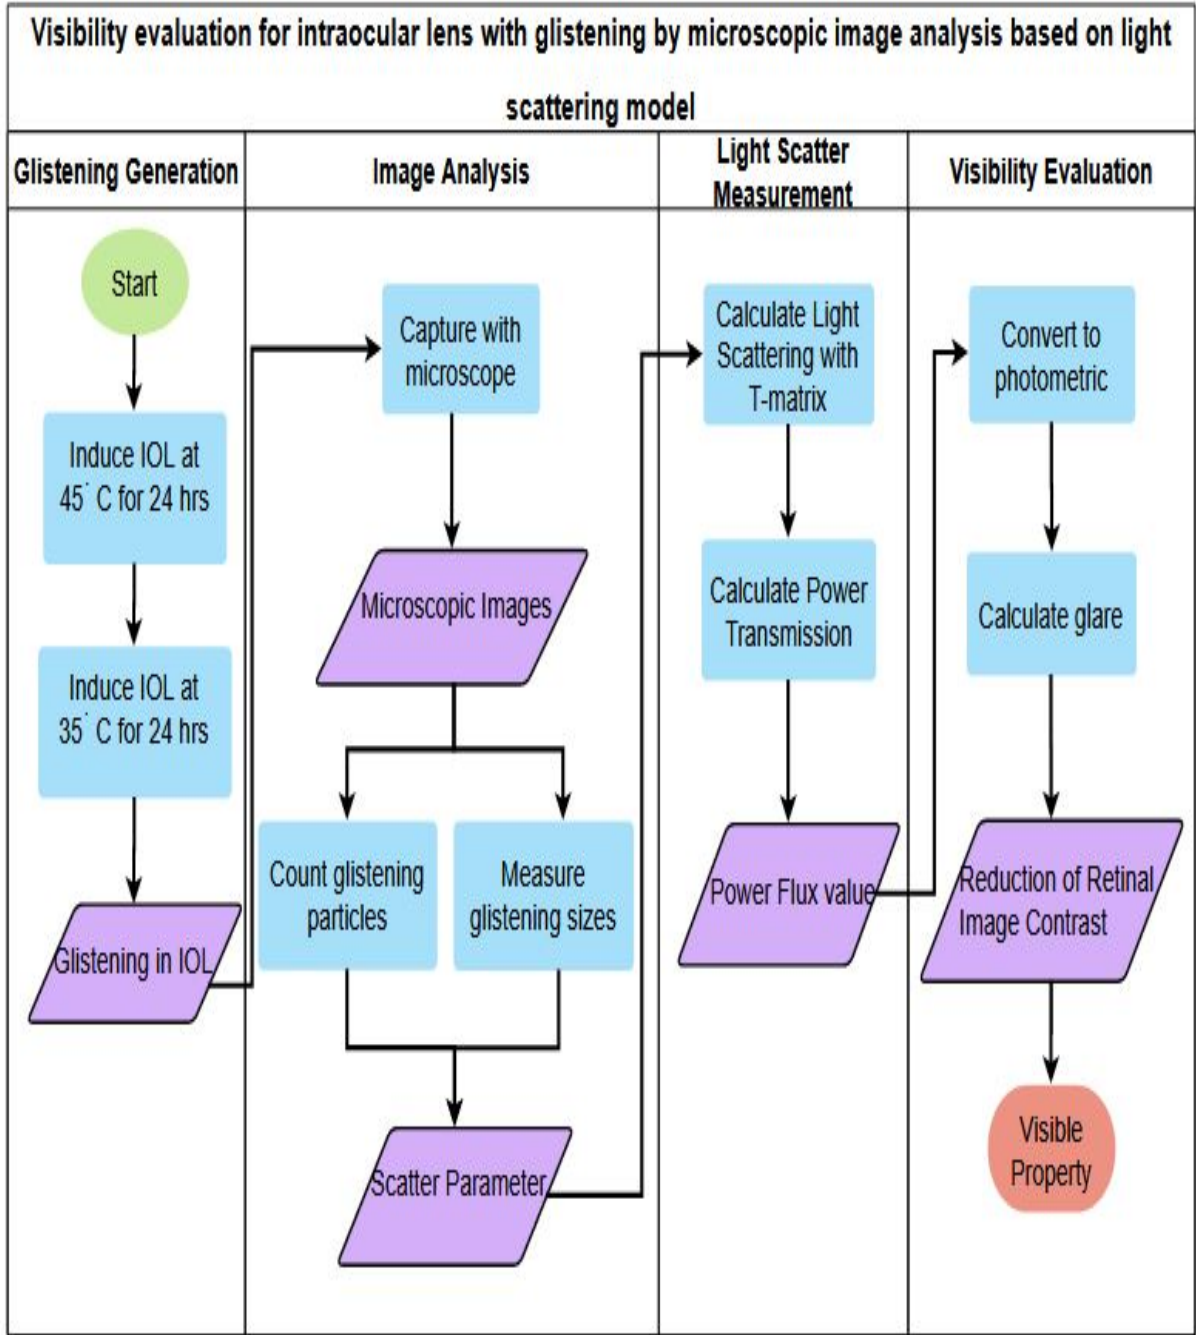 Visibility evaluation for intraocular lens with glistening by microscopic image analysis based on light
scattering model
Glistening Generation
Image Analysis
Light Scatter
Measurement
Visibility Evaluation
Start
Induce IOL at
45° C for 24 hrs
Induce IOL at
35° C for 24 hrs
Glistening in IOL
Capture with
microscope
Microscopic Images
Count glistening
particles
Measure
glistening sizes
Scatter Parameter
Calculate Light
Scattering with
T-matrix
Calculate Power
Transmission
Power Flux value
Convert to
photometric
Calculate glare
Reduction of Retinal
Image Contrast
Visible
Property